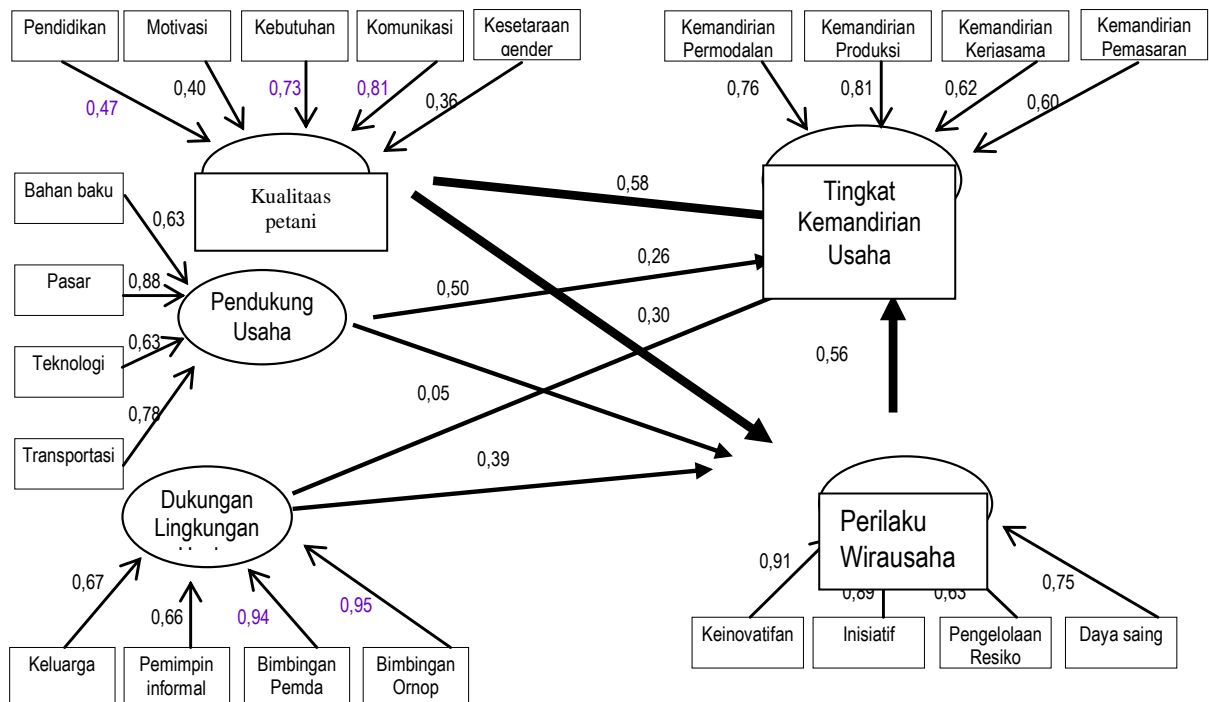 Pendidikan
Motivasi
Kebutuhan
Komunikasi
Kesetaraan
gender
Kemandirian
Permodalan
Kemandirian
Produksi
Kemandirian
Kerjasama
Kemandirian
Pemasaran
0,47
0,40
0,73
0,81
0,36
0,76
0,81
0,62
0,60
Kualitaas
petani
Tingkat
Kemandirian
Usaha
Bahan baku
0,63
Pasar
0,88
Teknologi
0,63
Transportasi
0,78
Pendukung
Usaha
0,58
0,26
0,50
0,30
0,56
0,05
0,39
Dukungan
Lingkungan
Perilaku
Wirausaha
0,67
0,66
0,94
0,95
0,91
0,89
0,63
0,75
Keluarga
Pemimpin
informal
Bimbingan
Pemda
Bimbingan
Ornop
Keinovatifan
Inisiatif
Pengelolaan
Resiko
Daya saing